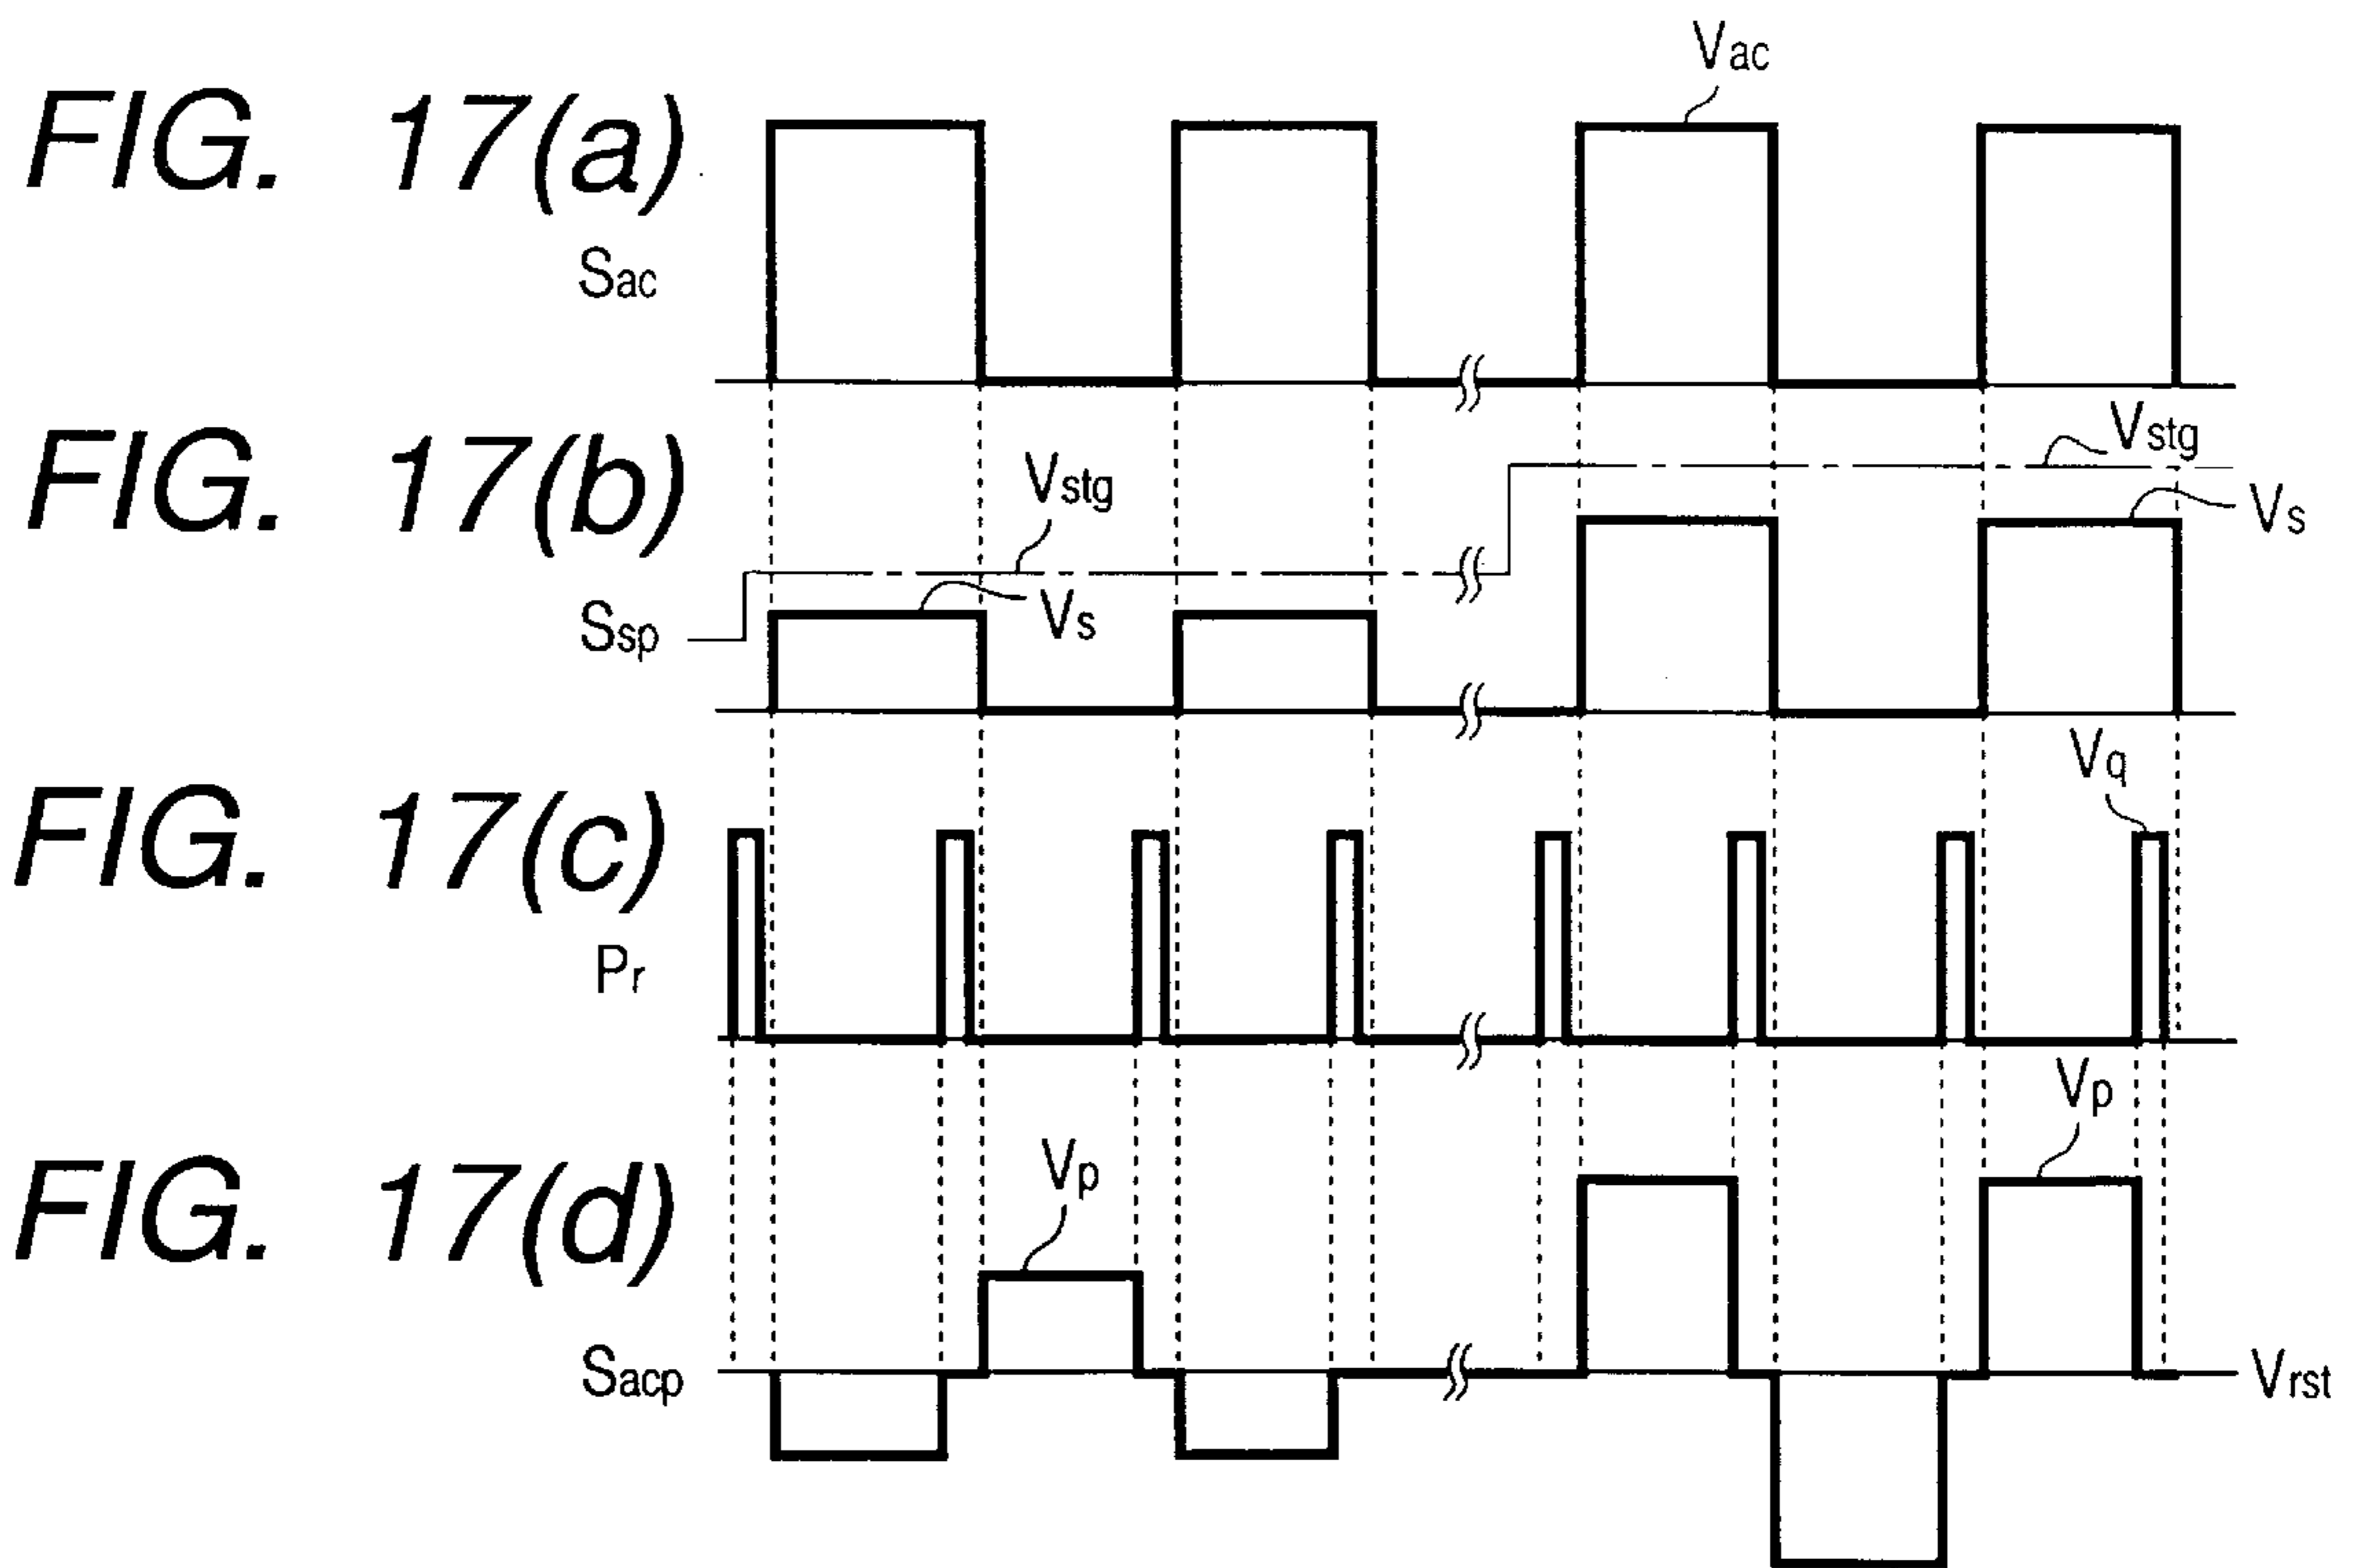 Vac
FIG. 17(a)
Sac
FIG. 17(b)
Vstg
Vstg
Vs
Ssp
Vs
Vq
FIG. 17(c)
Pr
Vp
FIG. 17(d)
Vp
Sacp
Vrst